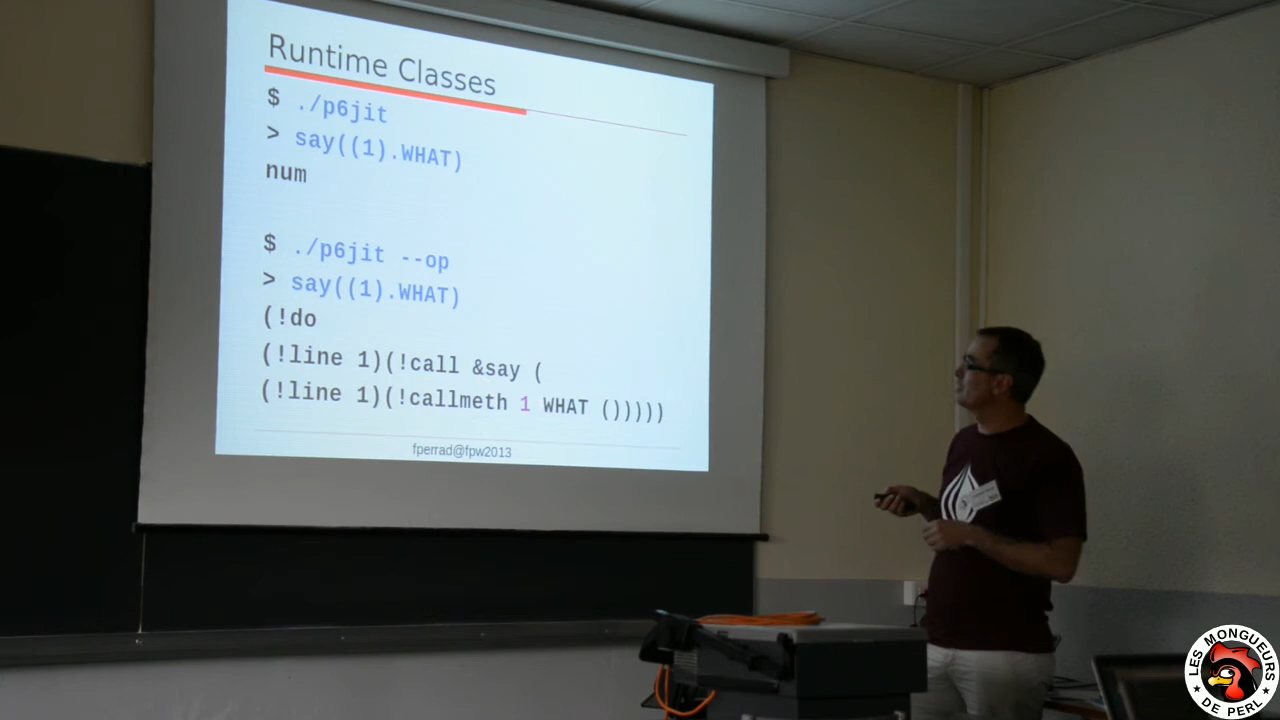 Runtime Classes
$ ./p6jit
> say((1).WHAT)
num
$ ./p6jit --op
> say((1).WHAT)
(!do
(!line 1)(!call &say (
(!line 1)(!callmeth 1 WHAT ()))))
fperrad@fpw2013
LES MONGUEURS
★ DE PERL ★